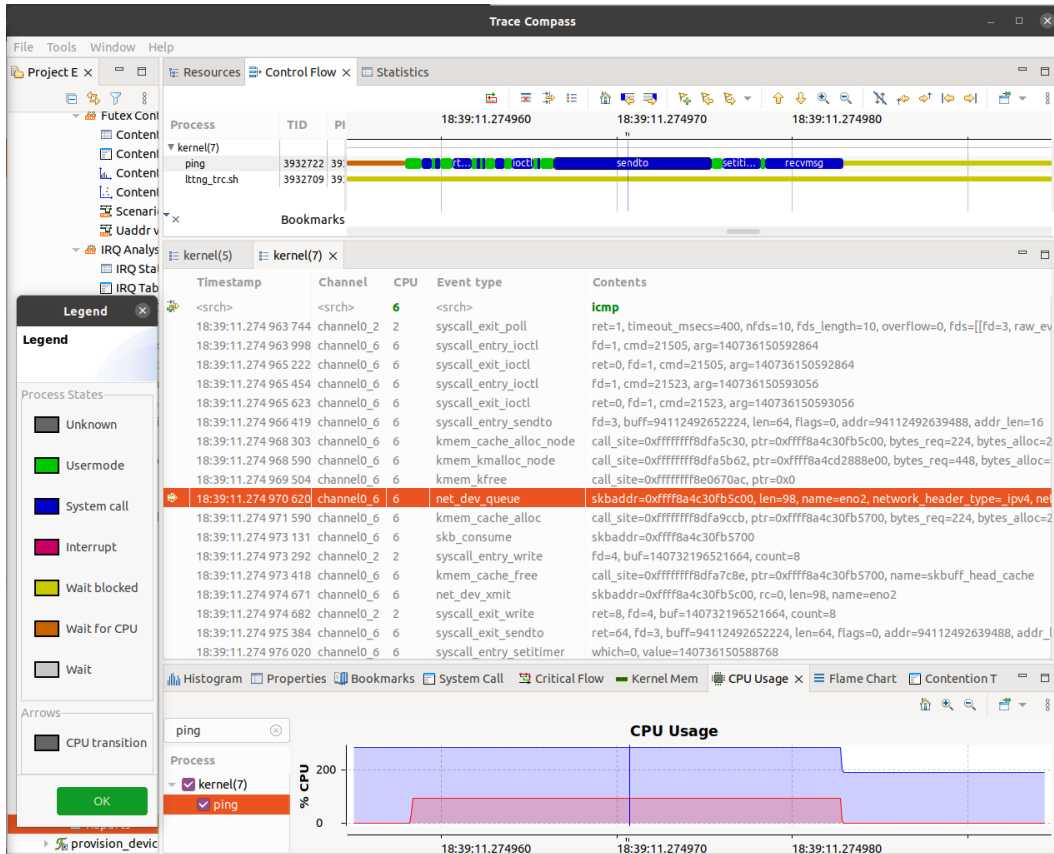 Trace Compass
File Tools Window Help
Project E
Futex Cont
Content
Content
Content
Content
Scenari
Uaddr v
IRQ Analys
IRQ Stat
IRQ Tab
Reports
provision_devic
Resources Control Flow Statistics
Process TID PI 18:39:11.274960 18:39:11.274970 18:39:11.274980
kernel(7)
ping 3932722 39: rt... ioctl sendto setiti... recvmsg
lttng_trc.sh 3932709 39:
Bookmarks
kernel(5) kernel(7)
Timestamp Channel CPU Event type Contents
<srch> <srch> 6 <srch> icmp
18:39:11.274 963 744 channel0_2 2 syscall_exit_poll ret=1, timeout_msecs=400, nfds=10, fds_length=10, overflow=0, fds=[[fd=3, raw_ev
18:39:11.274 963 998 channel0_6 6 syscall_entry_ioctl fd=1, cmd=21505, arg=140736150592864
18:39:11.274 965 222 channel0_6 6 syscall_exit_ioctl ret=0, fd=1, cmd=21505, arg=140736150592864
18:39:11.274 965 454 channel0_6 6 syscall_entry_ioctl fd=1, cmd=21523, arg=140736150593056
18:39:11.274 965 623 channel0_6 6 syscall_exit_ioctl ret=0, fd=1, cmd=21523, arg=140736150593056
18:39:11.274 966 419 channel0_6 6 syscall_entry_sendto fd=3, buff=94112492652224, len=64, flags=0, addr=94112492639488, addr_len=16
18:39:11.274 968 303 channel0_6 6 kmem_cache_alloc_node call_site=0xffffffff8dfa5c30, ptr=0xffff8a4c30fb5c00, bytes_req=224, bytes_alloc=2
18:39:11.274 968 590 channel0_6 6 kmem_kmalloc_node call_site=0xffffffff8dfa5b62, ptr=0xffff8a4cd2888e00, bytes_req=448, bytes_alloc=
18:39:11.274 969 504 channel0_6 6 kmem_kfree call_site=0xffffffff8e0670ac, ptr=0x0
18:39:11.274 970 620 channel0_6 6 net_dev_queue skbaddr=0xffff8a4c30fb5c00, len=98, name=eno2, network_header_type=_ipv4, net
18:39:11.274 971 590 channel0_6 6 kmem_cache_alloc call_site=0xffffffff8dfa9ccb, ptr=0xffff8a4c30fb5700, bytes_req=224, bytes_alloc=2
18:39:11.274 973 131 channel0_6 6 skb_consume skbaddr=0xffff8a4c30fb5700
18:39:11.274 973 292 channel0_2 2 syscall_entry_write fd=4, buf=140732196521664, count=8
18:39:11.274 973 418 channel0_6 6 kmem_cache_free call_site=0xffffffff8dfa7c8e, ptr=0xffff8a4c30fb5700, name=skbuff_head_cache
18:39:11.274 974 671 channel0_6 6 net_dev_xmit skbaddr=0xffff8a4c30fb5c00, rc=0, len=98, name=eno2
18:39:11.274 974 682 channel0_2 2 syscall_exit_write ret=8, fd=4, buf=140732196521664, count=8
18:39:11.274 975 384 channel0_6 6 syscall_exit_sendto ret=64, fd=3, buff=94112492652224, len=64, flags=0, addr=94112492639488, addr_l
18:39:11.274 976 020 channel0_6 6 syscall_entry_setitimer which=0, value=140736150588768
Legend
Legend
Process States
Unknown
Usermode
System call
Interrupt
Wait blocked
Wait for CPU
Wait
Arrows
CPU transition
OK
Histogram Properties Bookmarks System Call Critical Flow Kernel Mem CPU Usage Flame Chart Contention T
ping
Process
kernel(7)
ping
CPU Usage
% CPU
200
0
18:39:11.274960 18:39:11.274970 18:39:11.274980